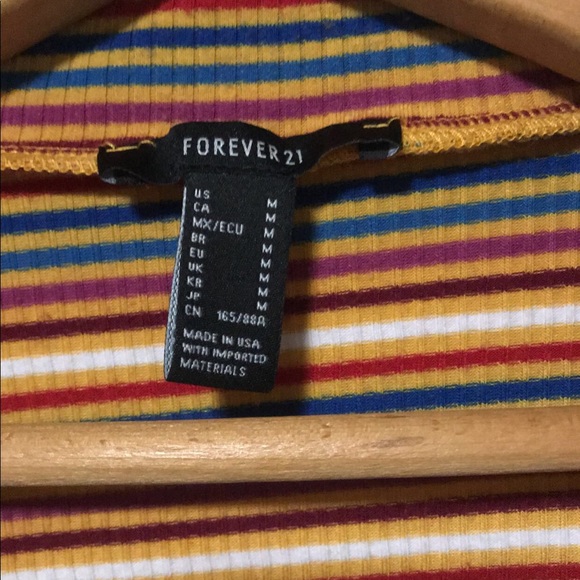 FOREVER 21
US M
CA M
MX/ECU M
BR M
EU M
UK M
KR M
JP M
CN 165/88A
MADE IN USA
WITH IMPORTED
MATERIALS